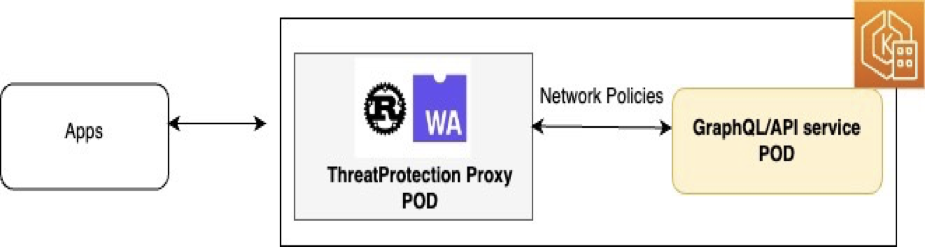 Apps
R
WA
ThreatProtection Proxy
POD
Network Policies
GraphQL/API service
POD
K